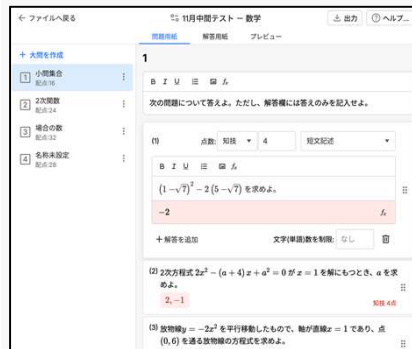 ← ファイルへ戻る
11月中間テスト － 数学
出力
ヘルプ...
問題用紙 解答用紙 プレビュー
+ 大問を作成
1 小問集合
配点:16
2 2次関数
配点:24
3 場合の数
配点:32
4 名称未設定
配点:28
1
B I U
次の問題について答えよ。ただし、解答欄には答えのみを記入せよ。
(1) 点数: 知技 4 短文記述
B I U
(1 − √7)² − 2 (5 − √7) を求めよ。
−2
+ 解答を追加 文字(単語)数を制限: なし
(2) 2次方程式 2x² − (a + 4) x + a² = 0 が x = 1 を解にもつとき、a を求
めよ。
2, −1
知技 4点
(3) 放物線y = −2x² を平行移動したもので、軸が直線x = 1 であり、点
(0, 6) を通る放物線の方程式を求めよ。